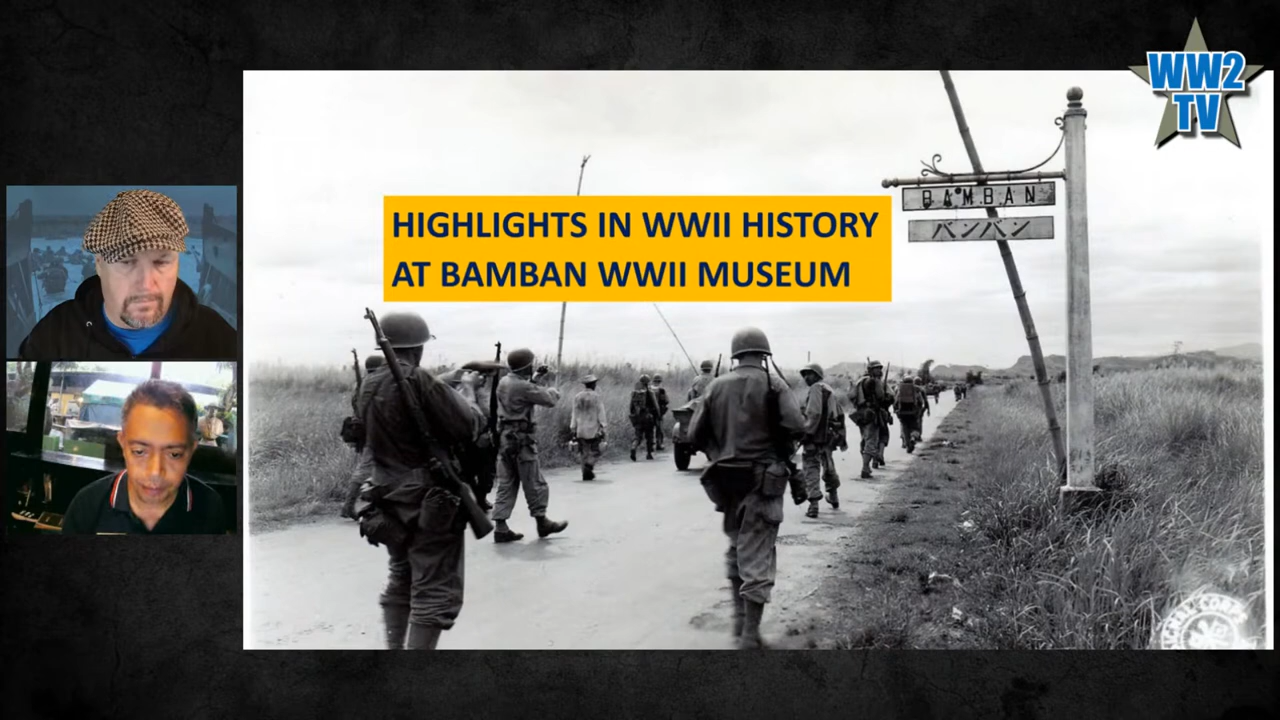 WW2
TV
HIGHLIGHTS IN WWII HISTORY
AT BAMBAN WWII MUSEUM
BAMBAN
バンバン